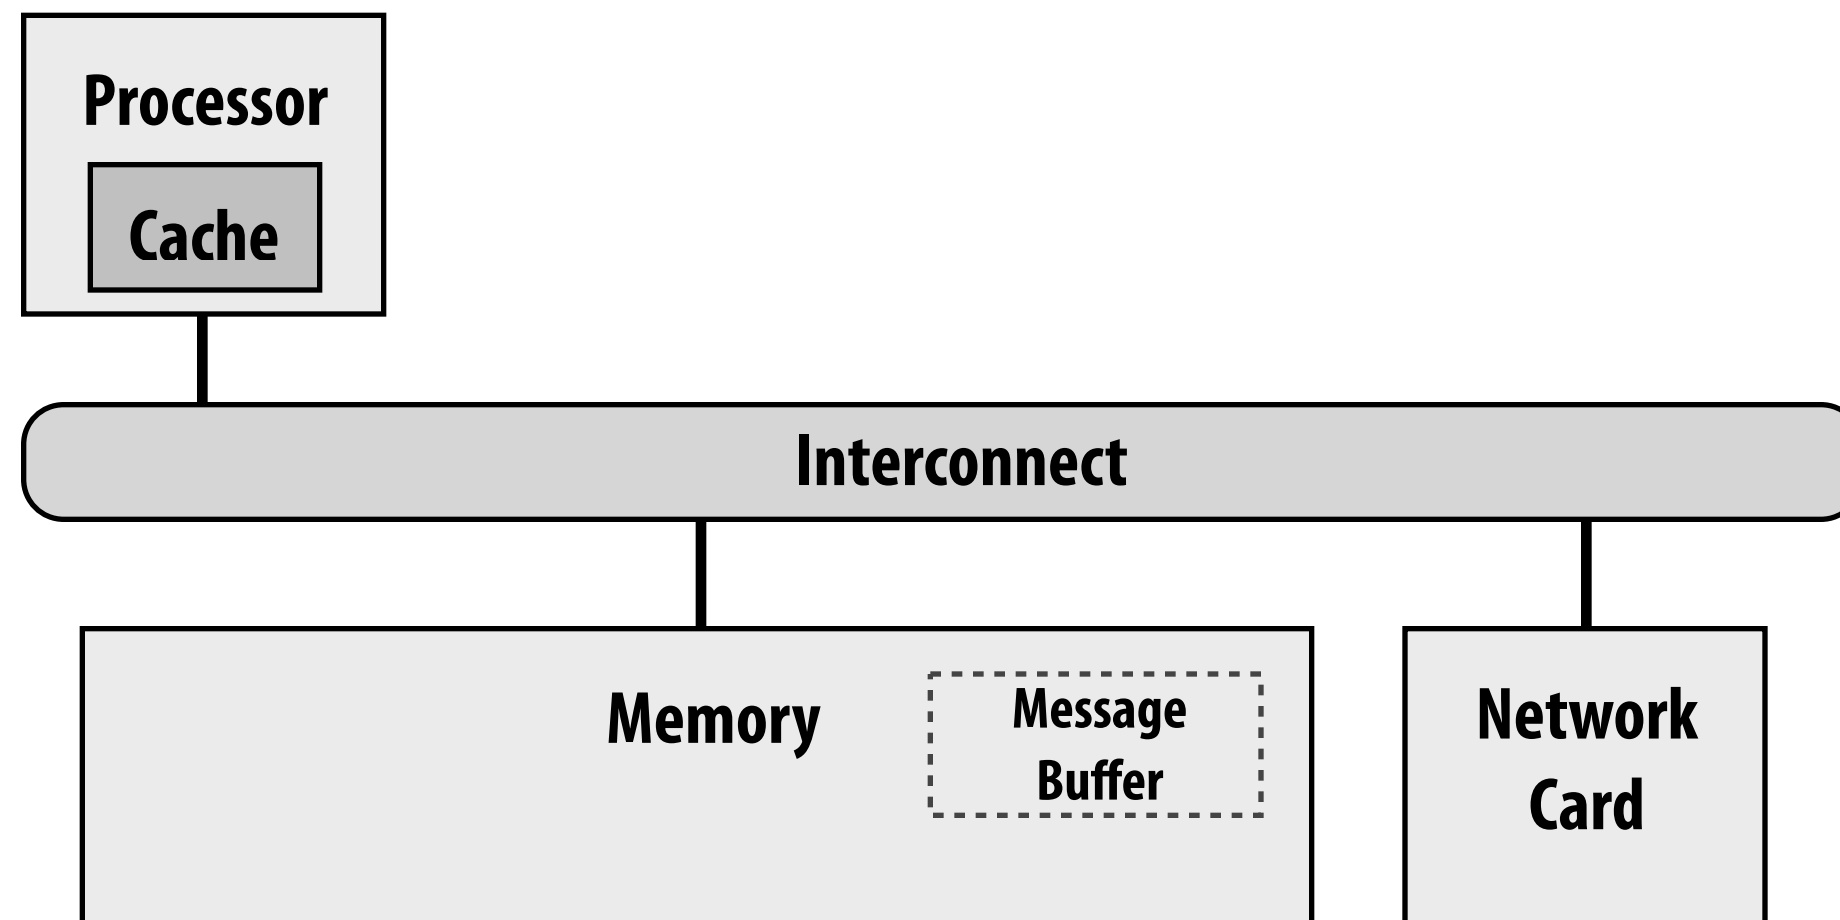 Processor
Cache
Interconnect
Memory
Message
Buffer
Network
Card